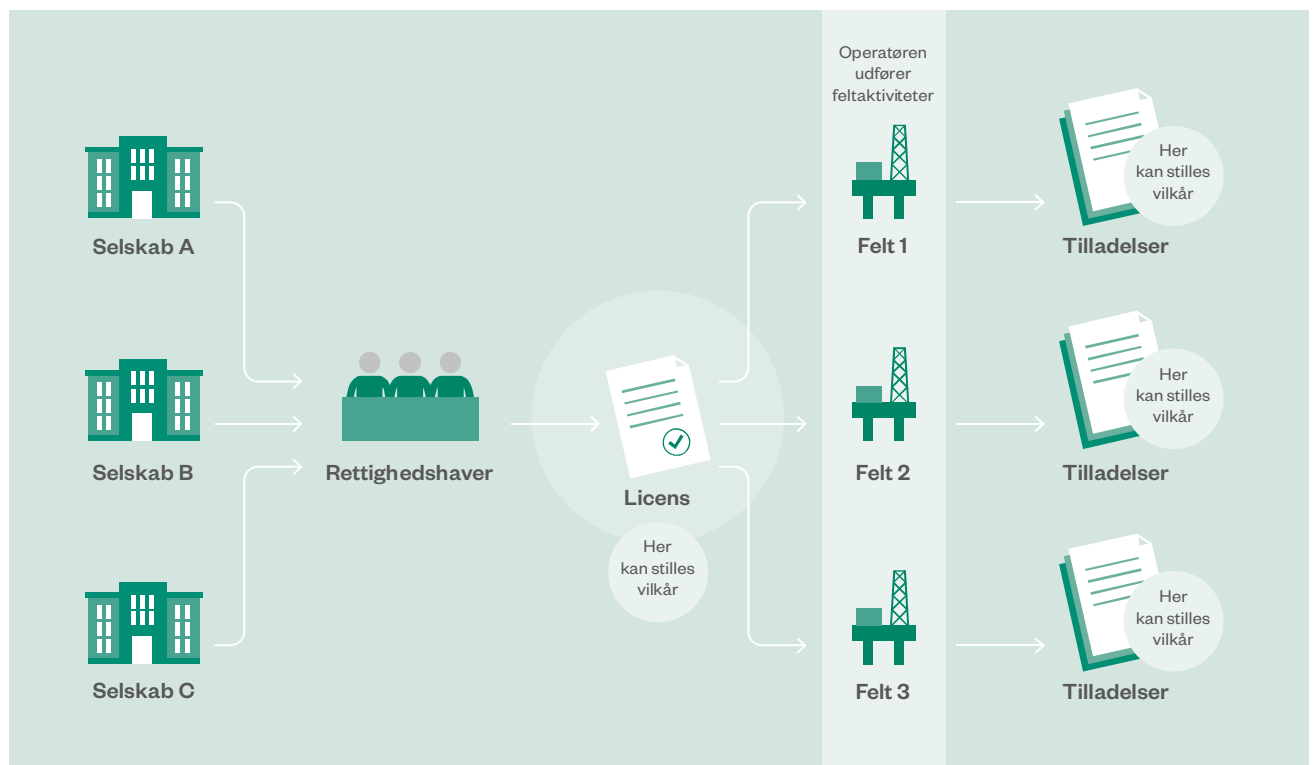 Operatøren
udfører
feltaktiviteter
Selskab A
Felt 1
Her
kan stilles
vilkår
Tilladelser
Selskab B
Rettighedshaver
Licens
Her
kan stilles
vilkår
Felt 2
Her
kan stilles
vilkår
Tilladelser
Selskab C
Felt 3
Her
kan stilles
vilkår
Tilladelser